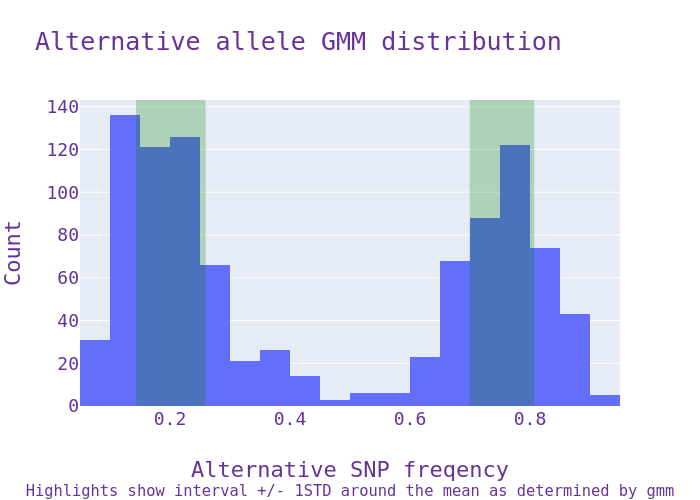 Alternative allele GMM distribution
140
120
100
80
60
40
20
0
Count
0.2 0.4 0.6 0.8
Alternative SNP freqency
Highlights show interval +/- 1STD around the mean as determined by gmm